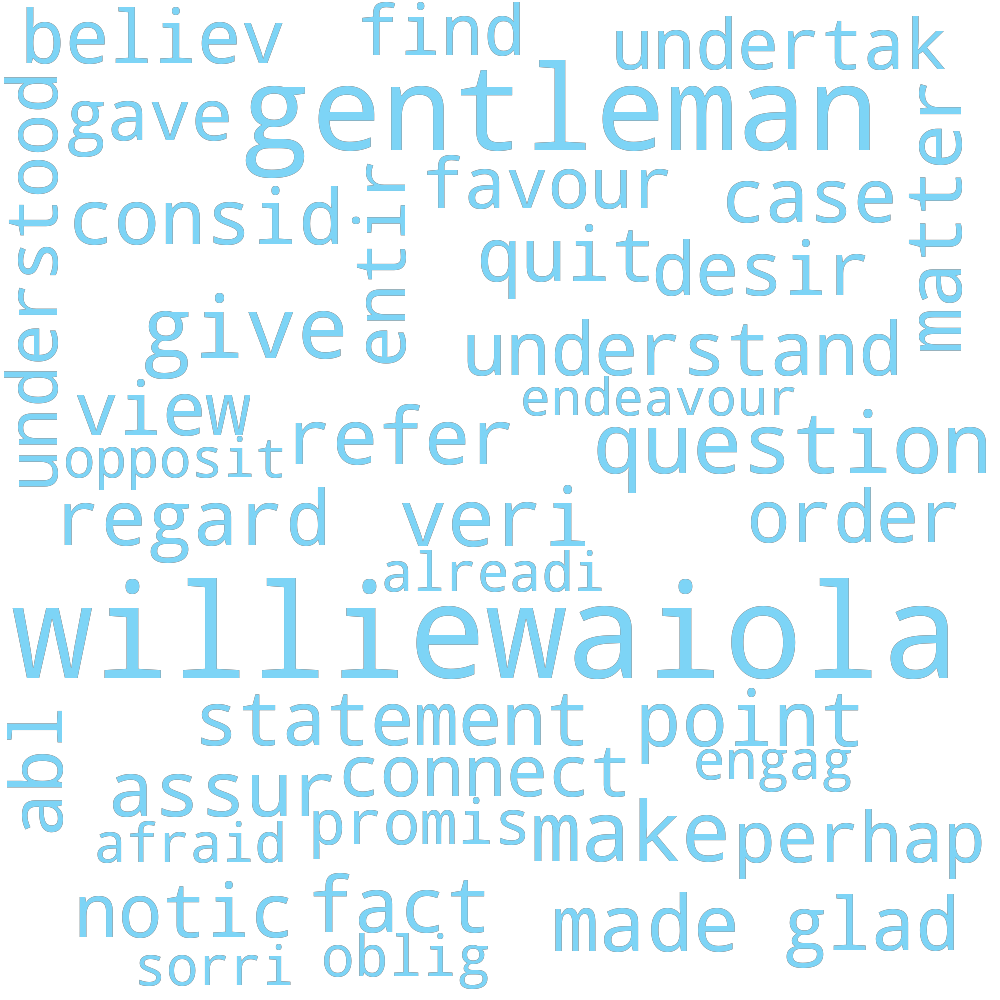 believ
find
undertak
understood
gave
gentleman
matter
consid
entir
favour
case
quit
desir
give
understand
view
endeavour
opposit
refer
question
regard
veri
order
alreadi
williewaiola
abl
statement
point
assur
connect
engag
afraid
promis
make
perhap
notic
fact
made
glad
sorri
oblig